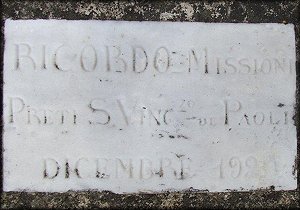 RICORDO - MISSIONI
PRETI S. VINC.ZO DE PAOLI
DICEMBRE